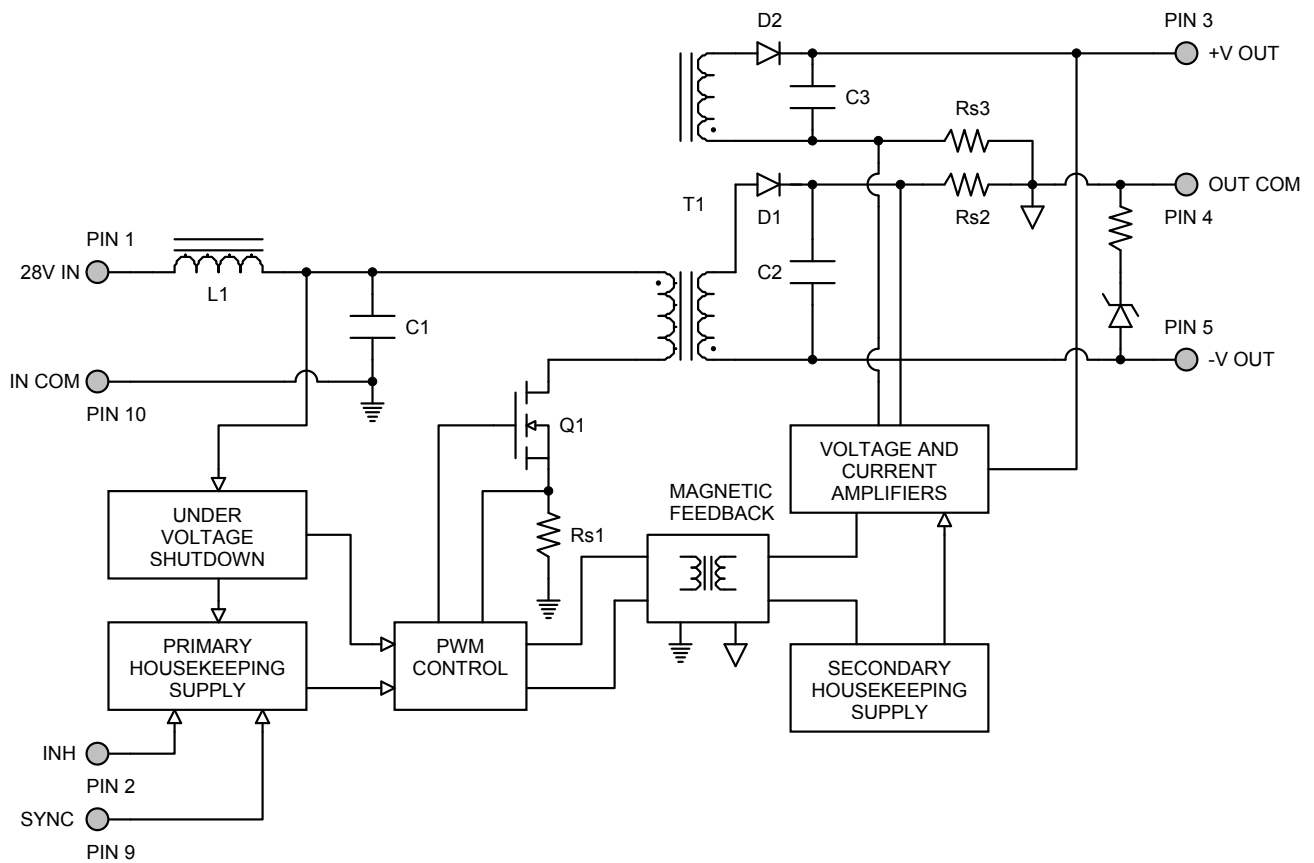 D2
PIN 3
+V OUT
C3
Rs3
OUT COM
T1
D1
Rs2
PIN 4
PIN 1
28V IN
L1
C2
C1
PIN 5
-V OUT
IN COM
PIN 10
Q1
VOLTAGE AND
CURRENT
AMPLIFIERS
MAGNETIC
FEEDBACK
UNDER
VOLTAGE
SHUTDOWN
Rs1
PRIMARY
HOUSEKEEPING
SUPPLY
PWM
CONTROL
SECONDARY
HOUSEKEEPING
SUPPLY
INH
PIN 2
SYNC
PIN 9